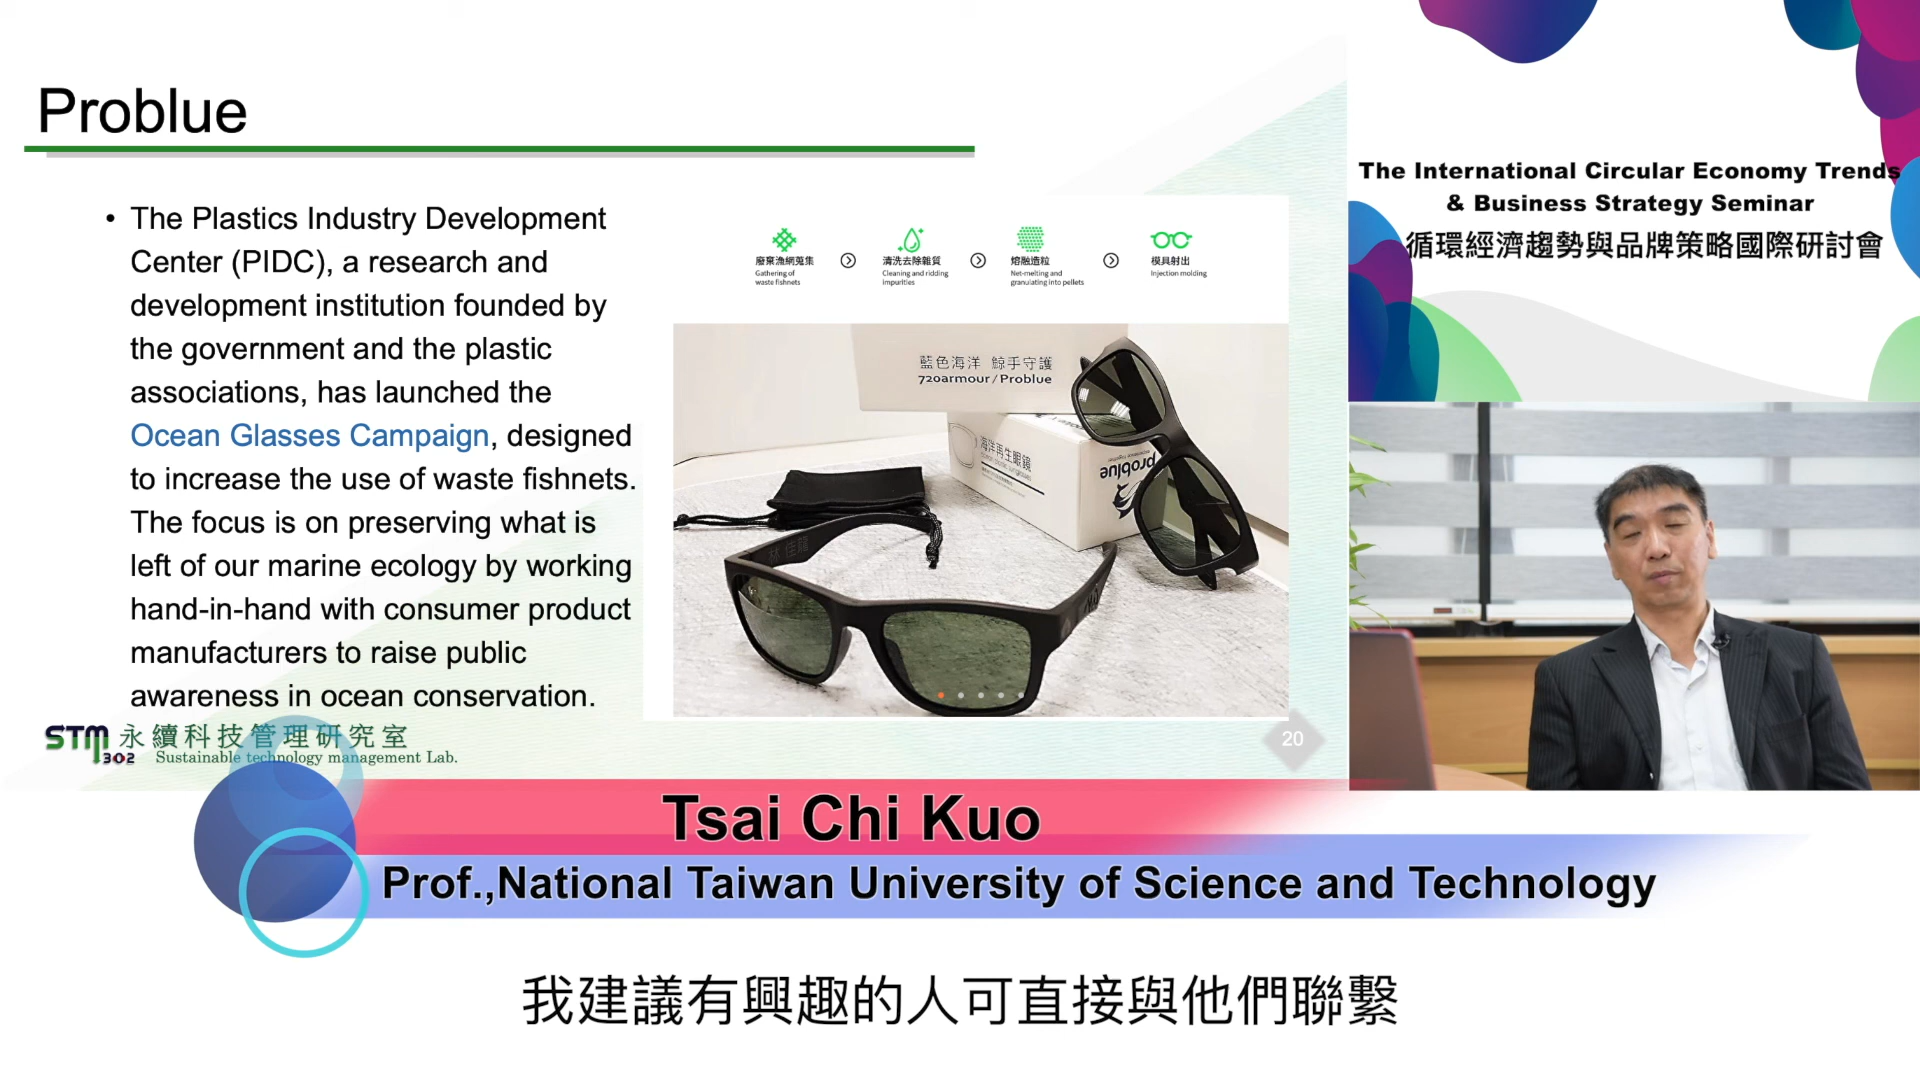 Problue
• The Plastics Industry Development
Center (PIDC), a research and
development institution founded by
the government and the plastic
associations, has launched the
Ocean Glasses Campaign, designed
to increase the use of waste fishnets.
The focus is on preserving what is
left of our marine ecology by working
hand-in-hand with consumer product
manufacturers to raise public
awareness in ocean conservation.
廢棄漁網蒐集
Gathering of
waste fishnets
清洗去除雜質
Cleaning and ridding
impurities
熔融造粒
Net-melting and
granulating into pellets
模具射出
Injection molding
藍色海洋 鯨手守護
720armour/Problue
海洋再生眼鏡
problue
STM 永續科技管理研究室
302 Sustainable technology management Lab.
20
The International Circular Economy Trends
& Business Strategy Seminar
循環經濟趨勢與品牌策略國際研討會
Tsai Chi Kuo
Prof.,National Taiwan University of Science and Technology
我建議有興趣的人可直接與他們聯繫